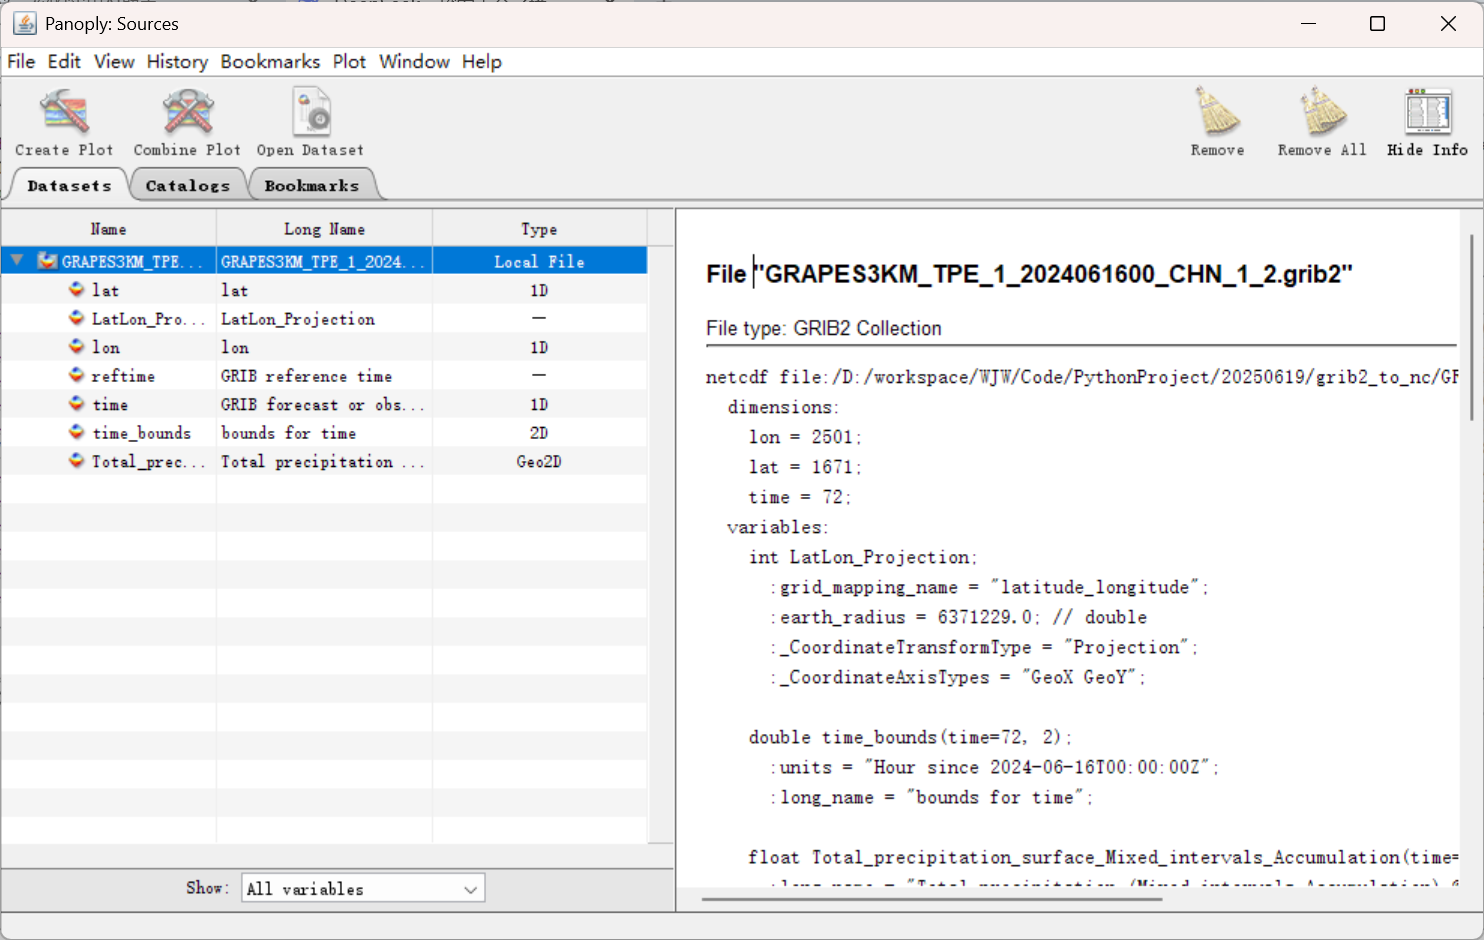 Panoply: Sources
File Edit View History Bookmarks Plot Window Help
Create Plot Combine Plot Open Dataset Remove Remove All Hide Info
Datasets Catalogs Bookmarks
Name Long Name Type
GRAPES3KM_TPE... GRAPES3KM_TPE_1_2024... Local File
lat lat 1D
LatLon_Pro... LatLon_Projection —
lon lon 1D
reftime GRIB reference time —
time GRIB forecast or obs... 1D
time_bounds bounds for time 2D
Total_prec... Total precipitation ... Geo2D
Show: All variables
File "GRAPES3KM_TPE_1_2024061600_CHN_1_2.grib2"
File type: GRIB2 Collection
netcdf file:/D:/workspace/WJW/Code/PythonProject/20250619/grib2_to_nc/GR
dimensions:
lon = 2501;
lat = 1671;
time = 72;
variables:
int LatLon_Projection;
:grid_mapping_name = "latitude_longitude";
:earth_radius = 6371229.0; // double
:_CoordinateTransformType = "Projection";
:_CoordinateAxisTypes = "GeoX GeoY";
double time_bounds(time=72, 2);
:units = "Hour since 2024-06-16T00:00:00Z";
:long_name = "bounds for time";
float Total_precipitation_surface_Mixed_intervals_Accumulation(time=
:long_name = "Total precipitation (Mixed_intervals Accumulation) @